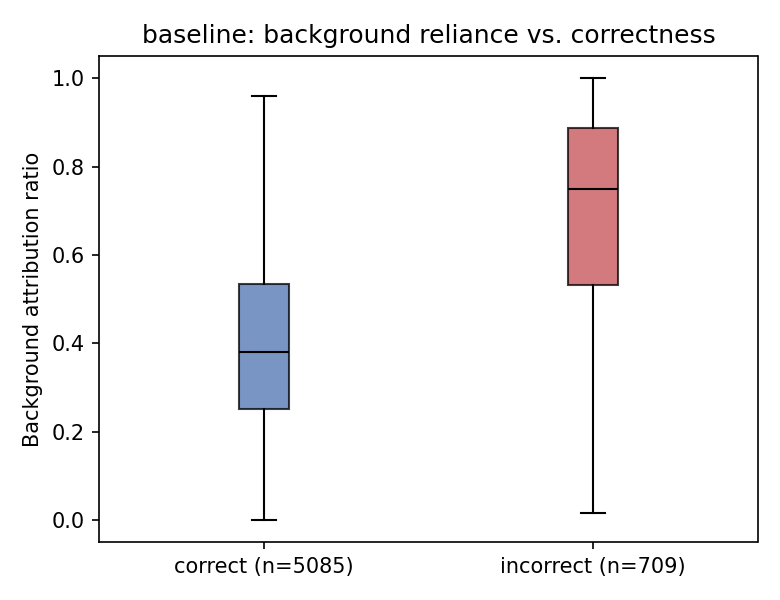 baseline: background reliance vs. correctness
Background attribution ratio
1.0
0.8
0.6
0.4
0.2
0.0
correct (n=5085)
incorrect (n=709)